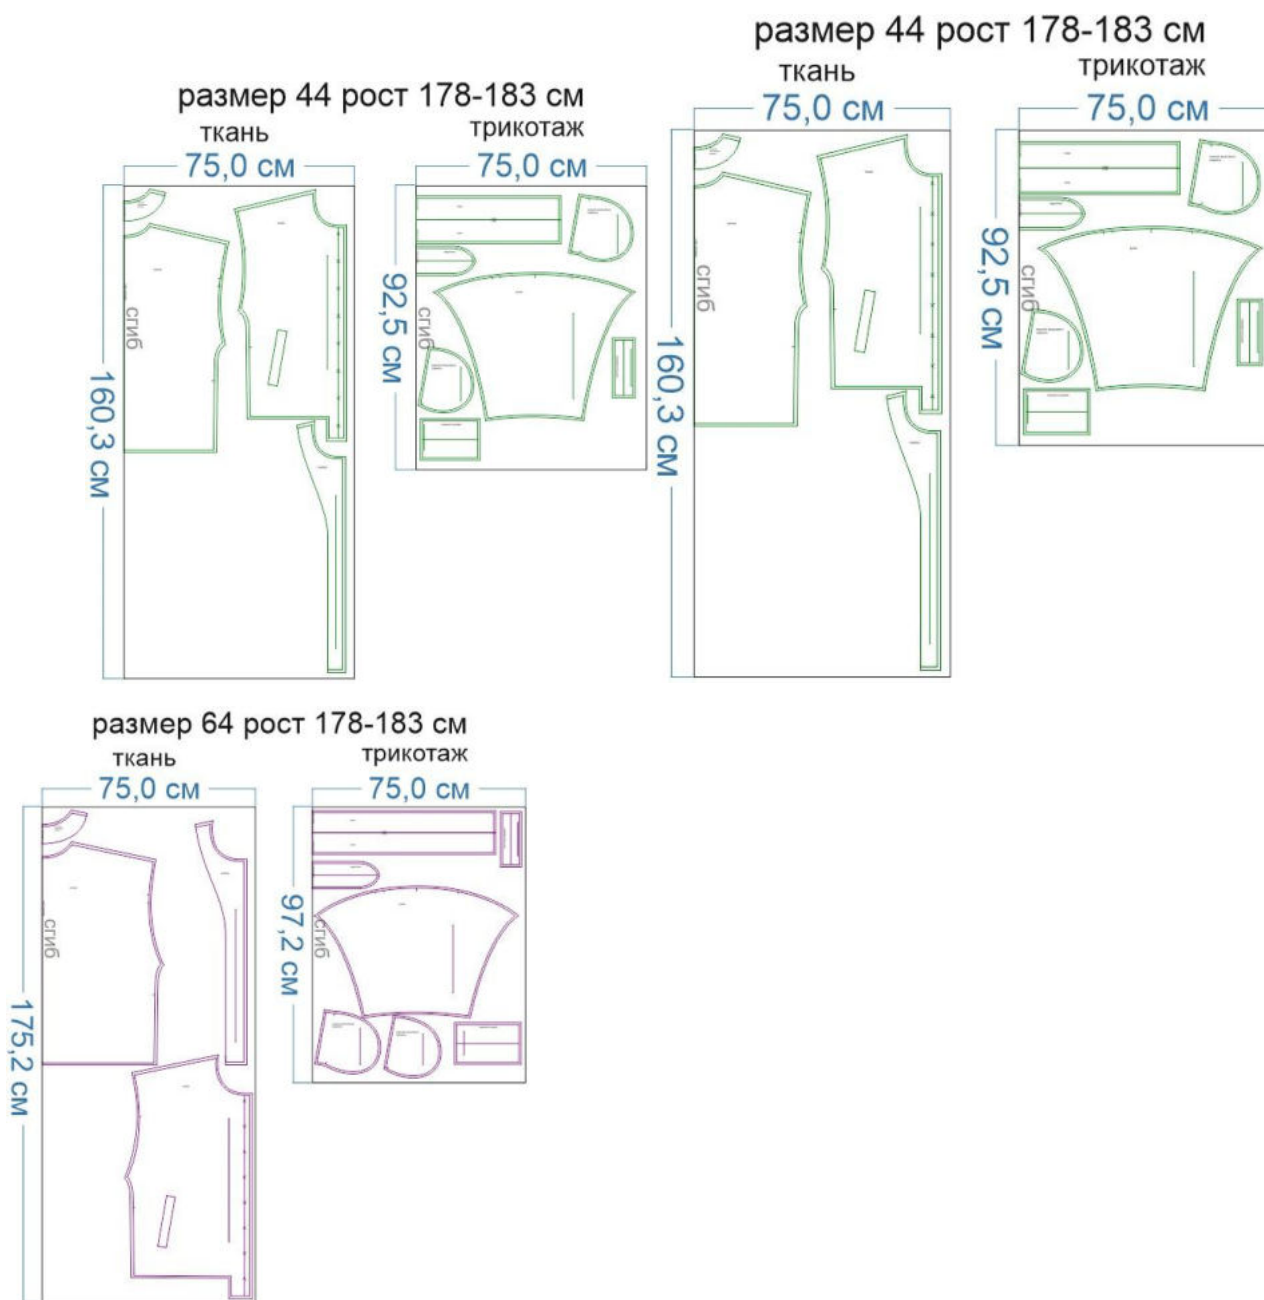 размер 44 рост 178-183 см
ткань
трикотаж
75,0 см
75,0 см
160,3 см
92,5 см
сгиб
сгиб
размер 44 рост 178-183 см
ткань
трикотаж
75,0 см
75,0 см
160,3 см
92,5 см
сгиб
сгиб
размер 64 рост 178-183 см
ткань
трикотаж
75,0 см
75,0 см
175,2 см
97,2 см
сгиб
сгиб